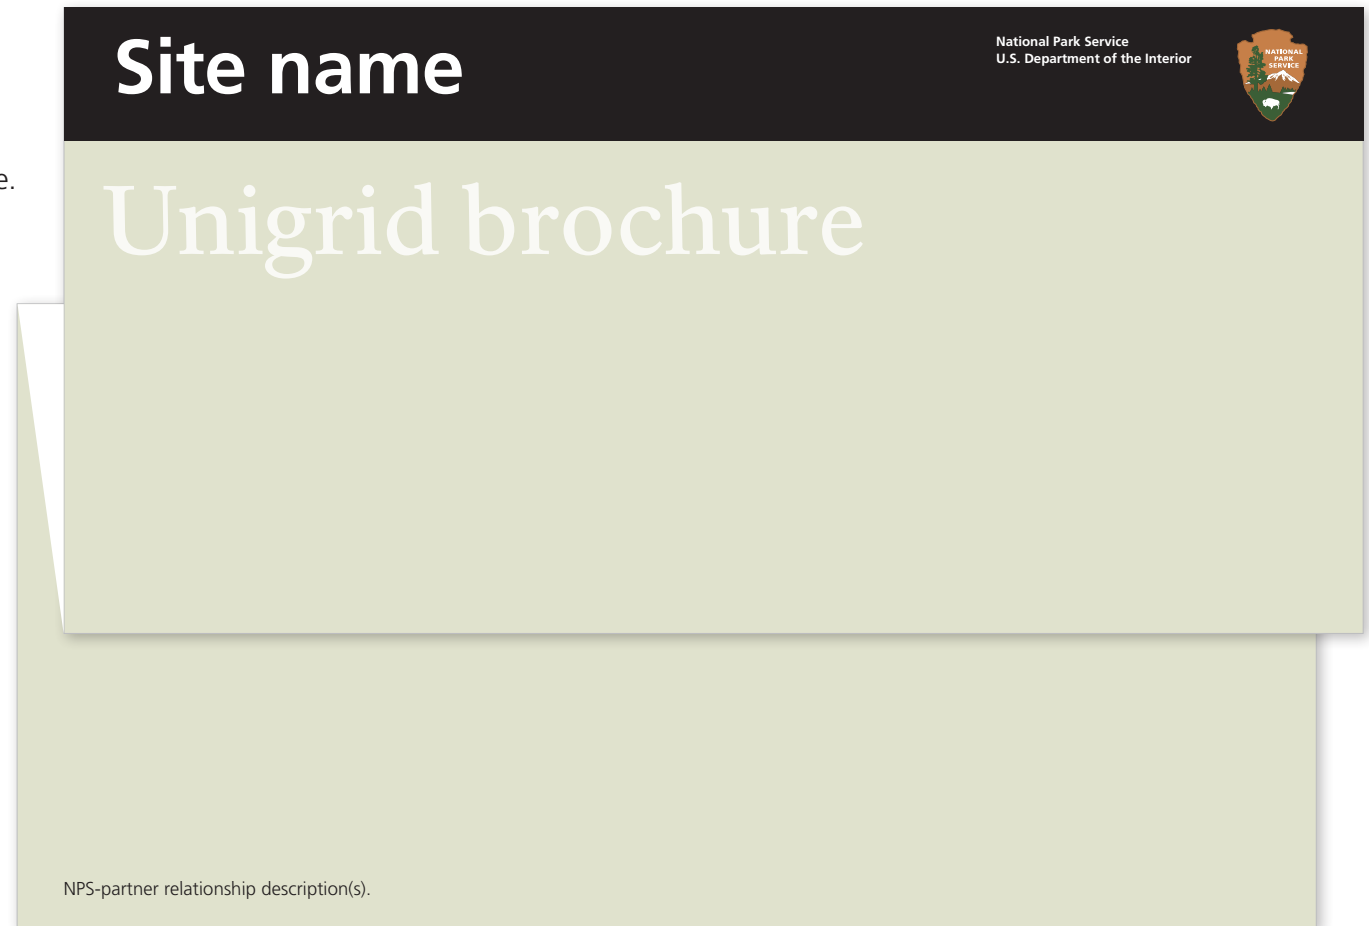 Site name
National Park Service
U.S. Department of the Interior
NATIONAL
PARK
SERVICE
e.
Unigrid brochure
NPS-partner relationship description(s).